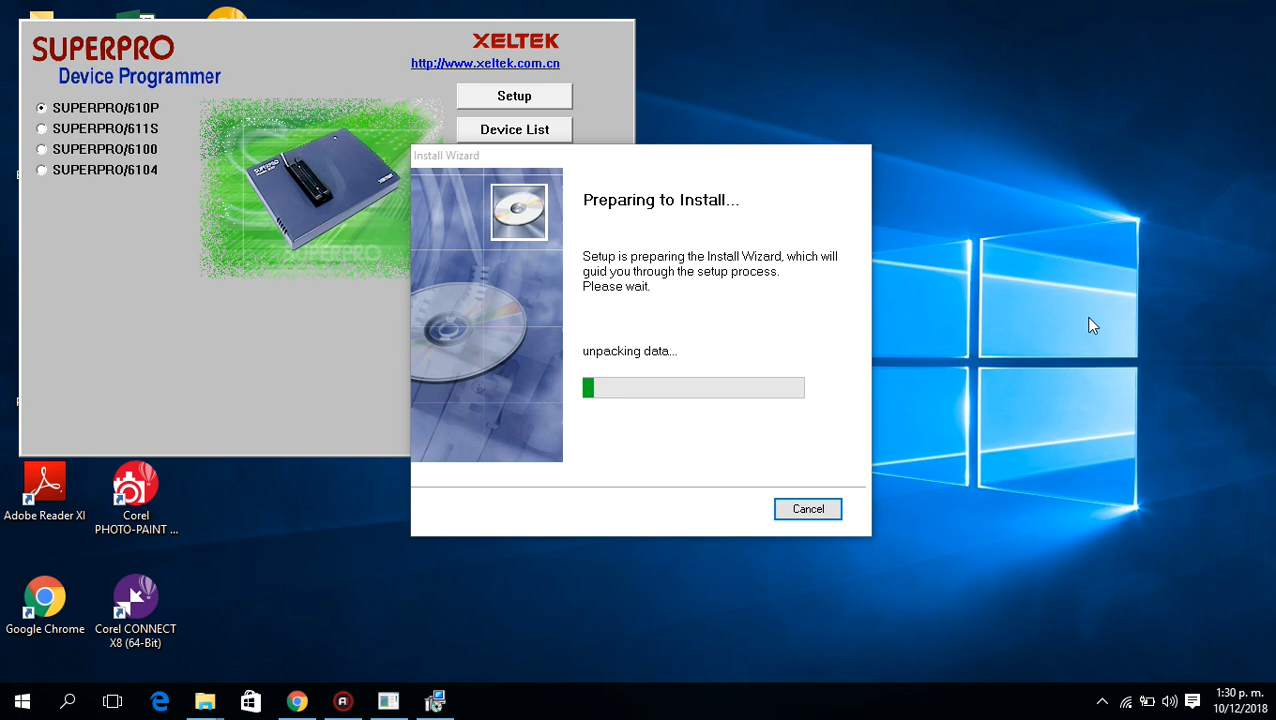 SUPERPRO
Device Programmer
XELTEK
http://www.xeltek.com.cn
SUPERPRO/610P
SUPERPRO/611S
SUPERPRO/6100
SUPERPRO/6104
Setup
Device List
SUPERPRO
Install Wizard
Preparing to Install...
Setup is preparing the Install Wizard, which will
guid you through the setup process.
Please wait.
unpacking data...
Cancel
Adobe Reader XI
Corel
PHOTO-PAINT ...
Google Chrome
Corel CONNECT
X8 (64-Bit)
1:30 p. m.
10/12/2018